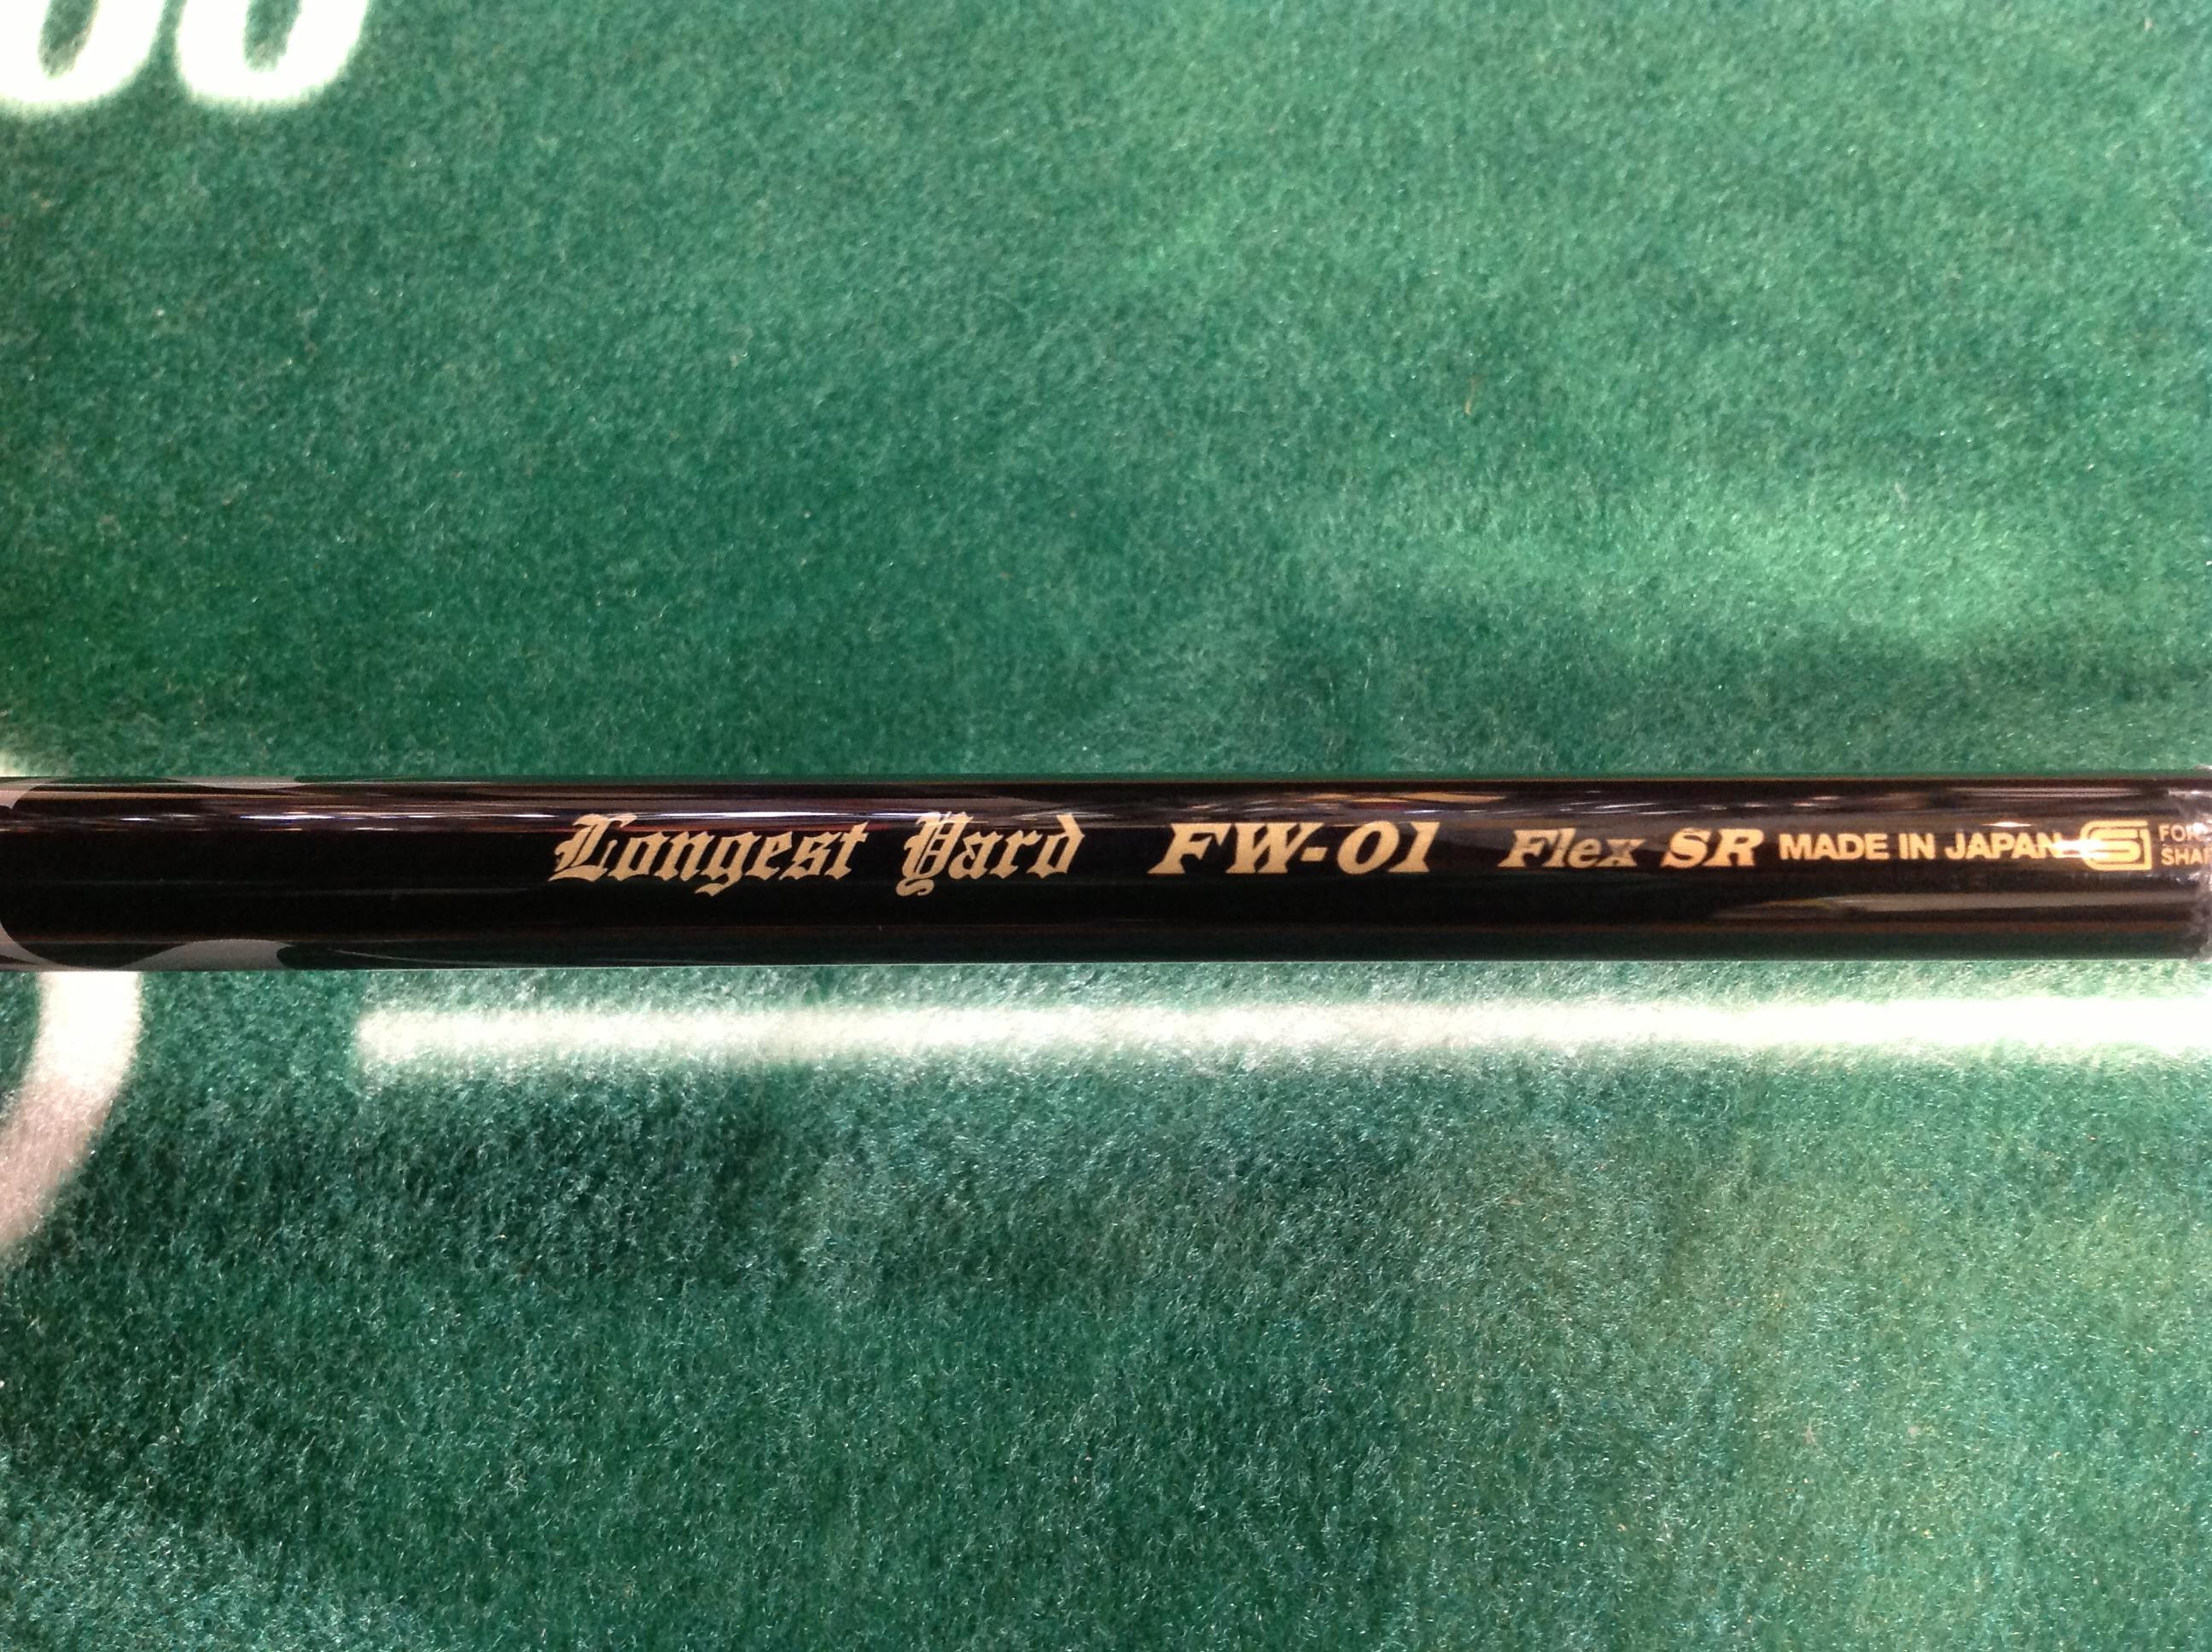 Longest Yard FW-01 Flex SR MADE IN JAPAN